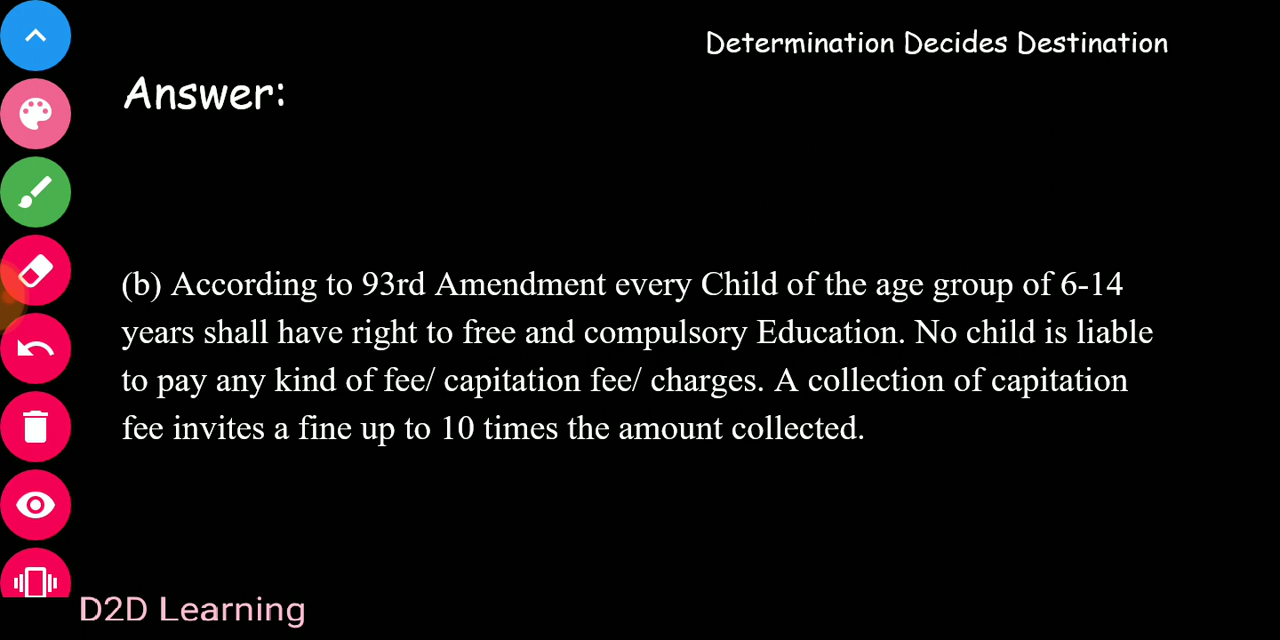 Determination Decides Destination
Answer:
(b) According to 93rd Amendment every Child of the age group of 6-14
years shall have right to free and compulsory Education. No child is liable
to pay any kind of fee/ capitation fee/ charges. A collection of capitation
fee invites a fine up to 10 times the amount collected.
D2D Learning